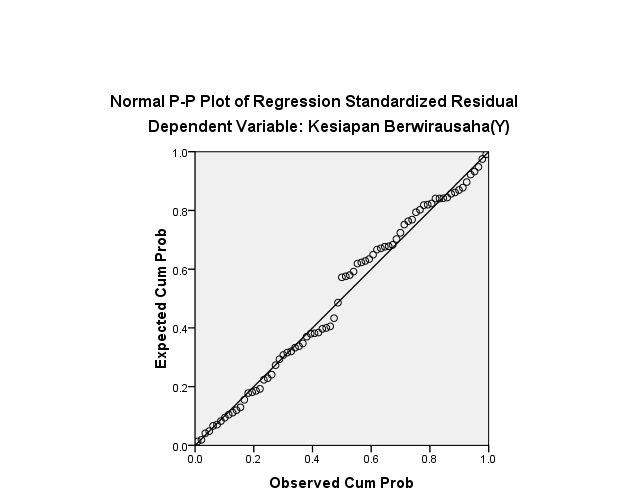 Normal P-P Plot of Regression Standardized Residual
Dependent Variable: Kesiapan Berwirausaha(Y)
Expected Cum Prob
1.0
0.8
0.6
0.4
0.2
0.0
0.0 0.2 0.4 0.6 0.8 1.0
Observed Cum Prob